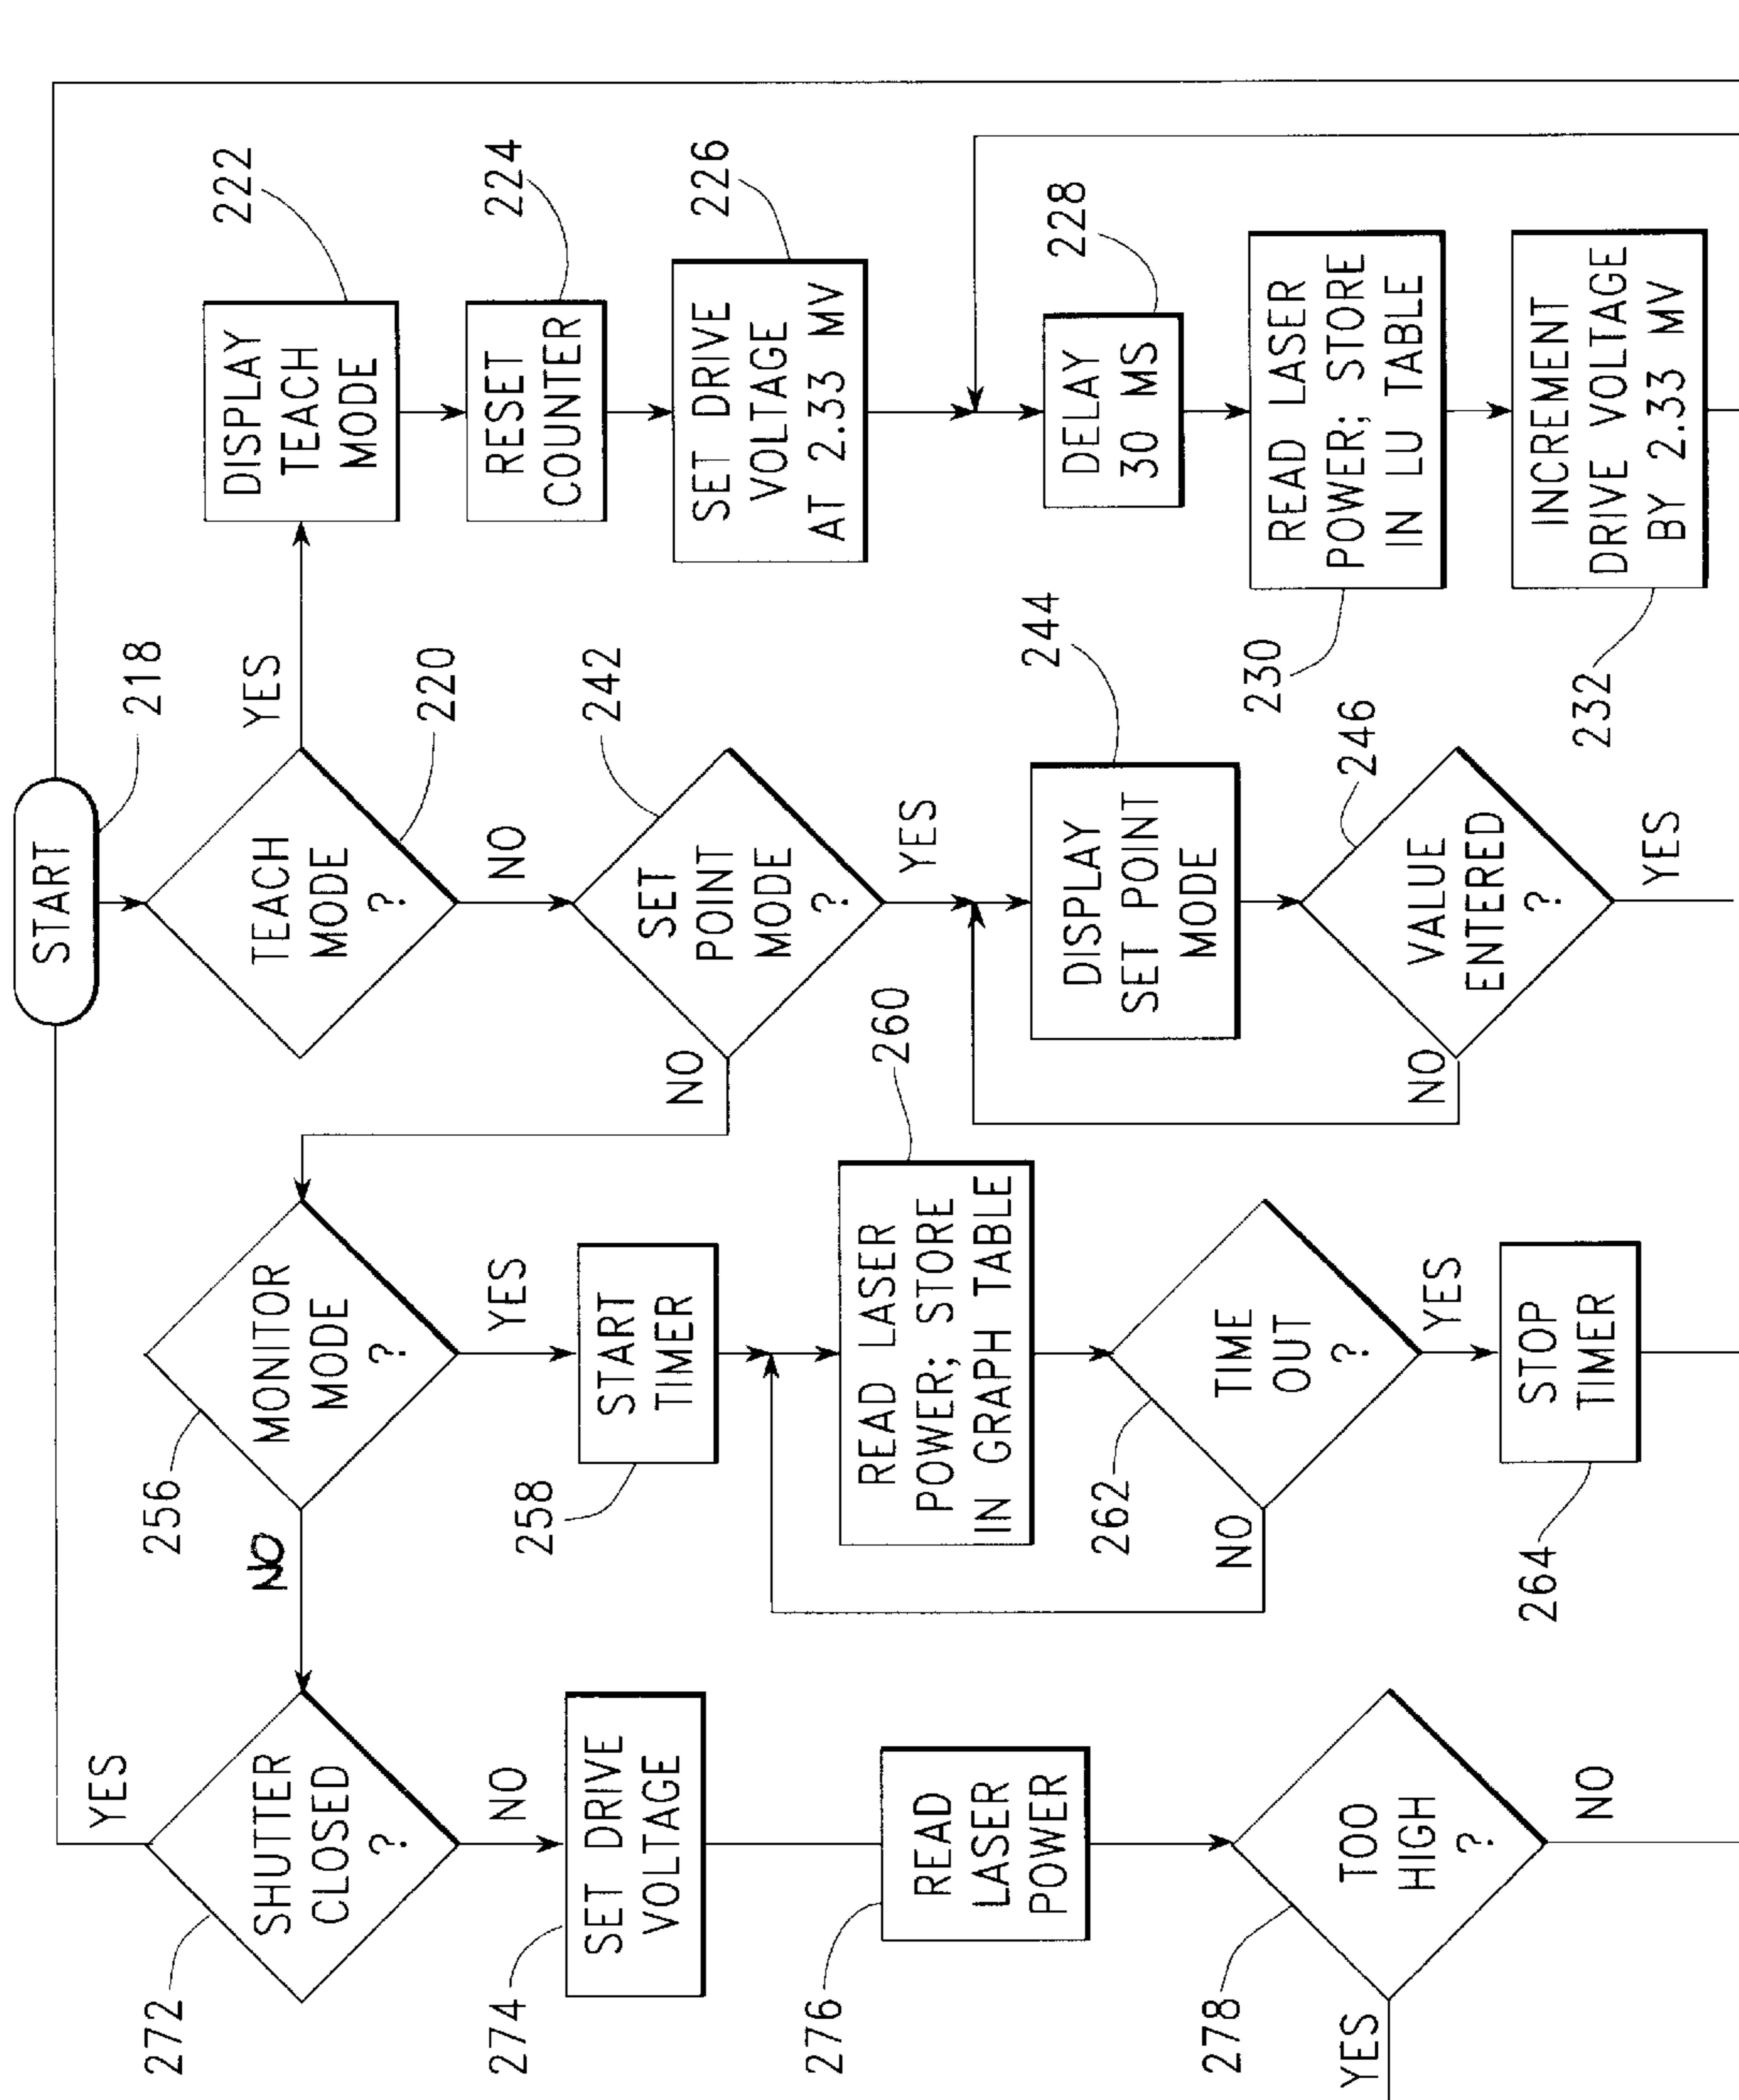 START
218
TEACH
MODE
?
220
YES
NO
DISPLAY
TEACH
MODE
222
RESET
COUNTER
224
SET DRIVE
VOLTAGE
AT 2.33 MV
226
DELAY
30 MS
228
READ LASER
POWER; STORE
IN LU TABLE
230
INCREMENT
DRIVE VOLTAGE
BY 2.33 MV
232
SET
POINT
MODE
?
242
NO
YES
DISPLAY
SET POINT
MODE
244
VALUE
ENTERED
?
246
NO
YES
MONITOR
MODE
?
256
NO
YES
START
TIMER
258
READ LASER
POWER; STORE
IN GRAPH TABLE
260
TIME
OUT
?
262
NO
YES
STOP
TIMER
264
SHUTTER
CLOSED
?
272
YES
NO
SET DRIVE
VOLTAGE
274
READ
LASER
POWER
276
TOO
HIGH
?
278
YES
NO